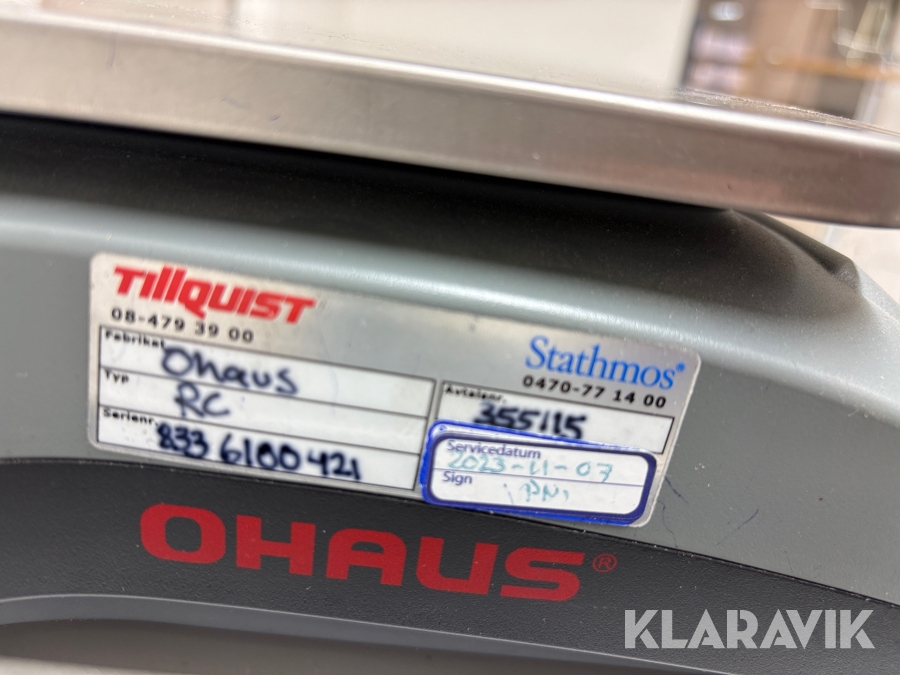 TILLQUIST
08-479 39 00
Stathmos®
0470-77 14 00
Fabrikat
Ohaus
Typ
RC
Avtalsnr.
355115
Serienr.
833 6100 421
Servicedatum
2023-11-07
Sign
OHAUS®
KLARAVIK